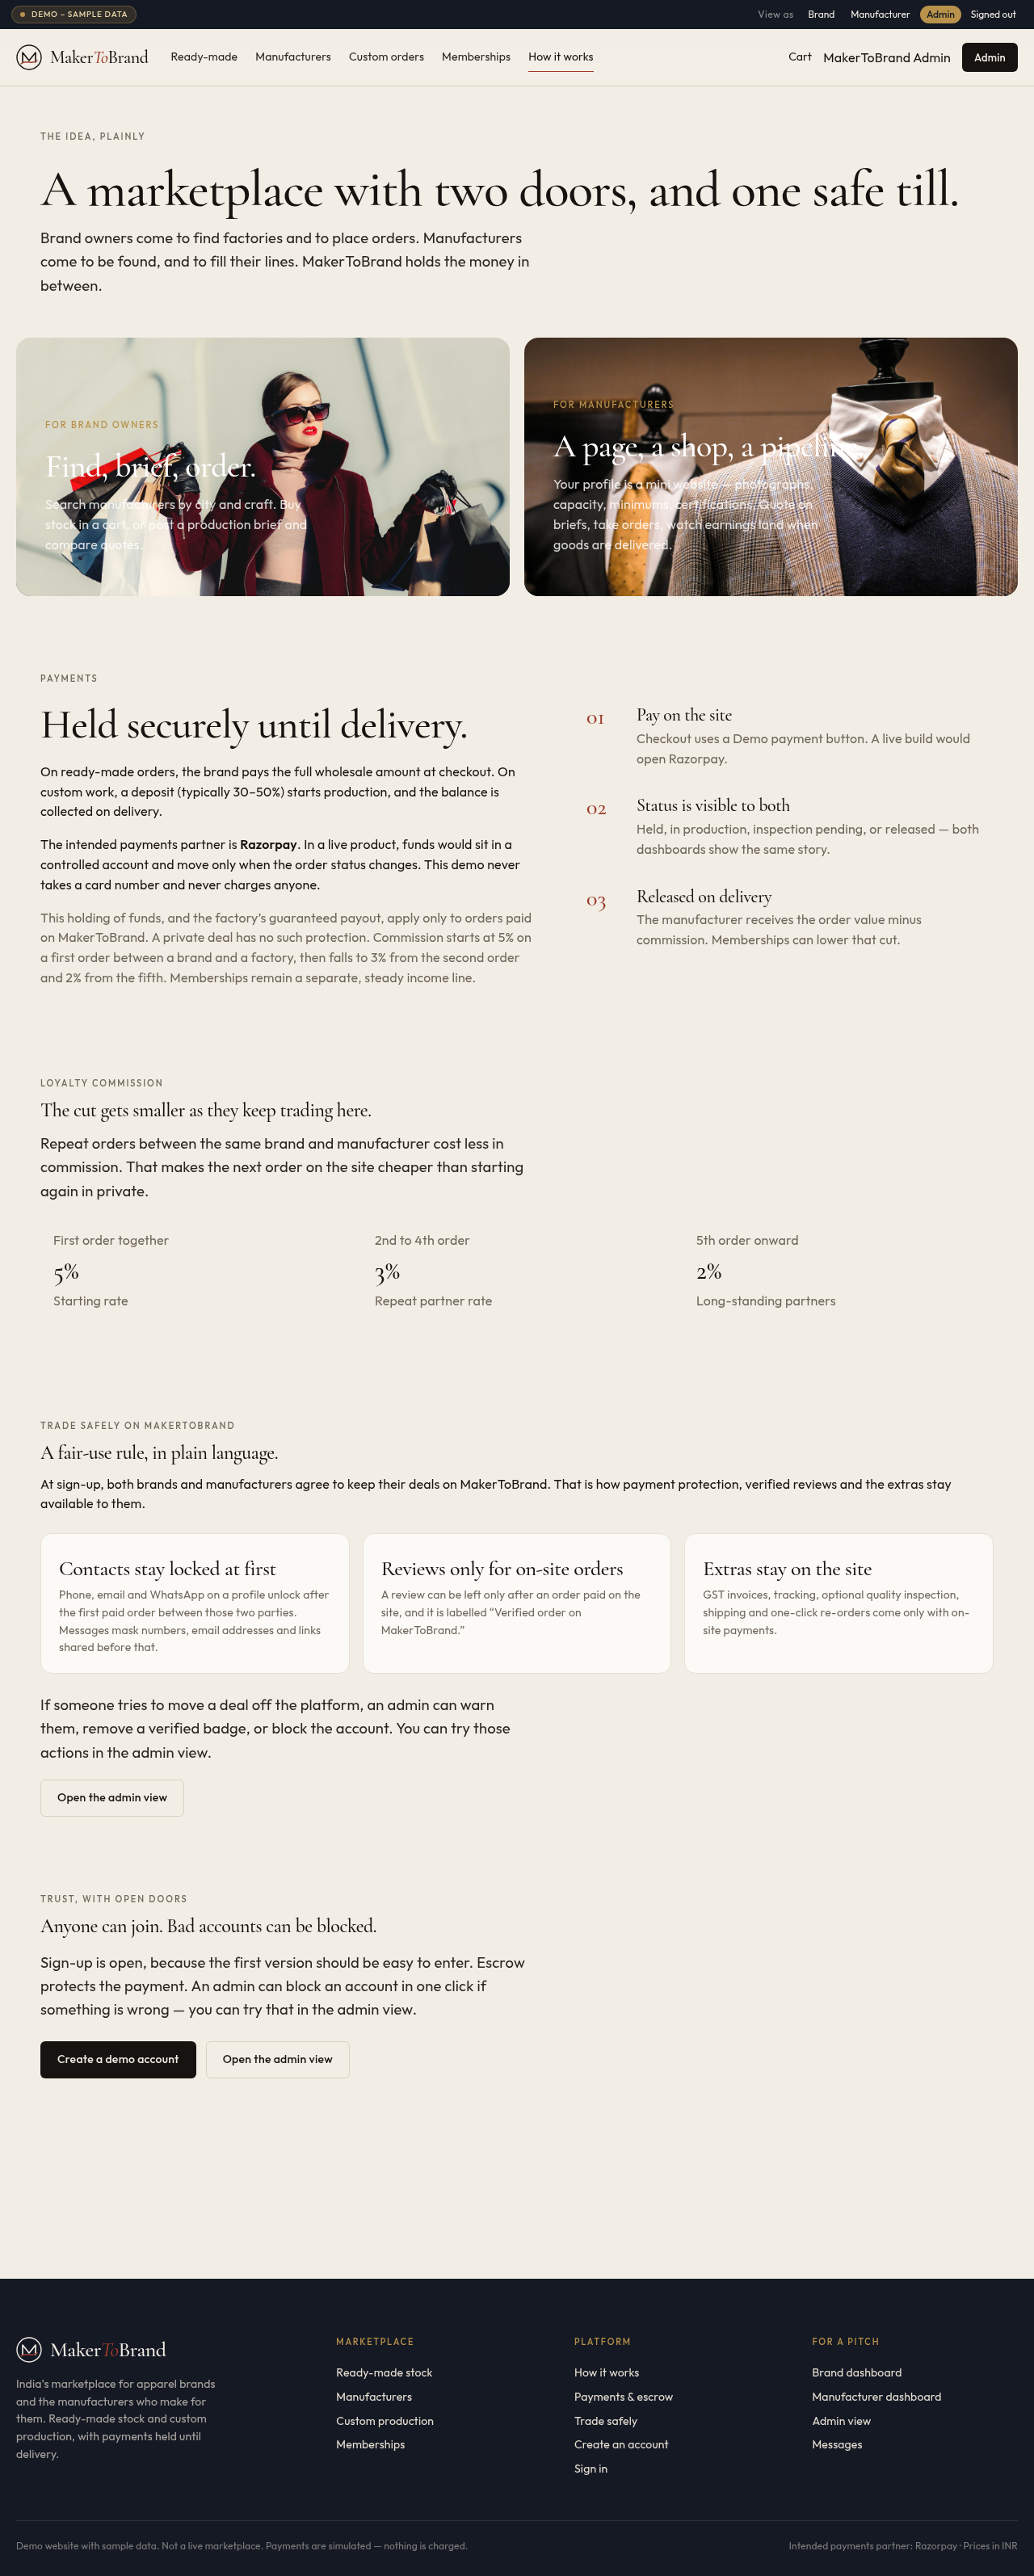 DEMO – SAMPLE DATA
View as Brand Manufacturer Admin Signed out
MakerToBrand Ready-made Manufacturers Custom orders Memberships How it works Cart MakerToBrand Admin Admin
THE IDEA, PLAINLY
A marketplace with two doors, and one safe till.
Brand owners come to find factories and to place orders. Manufacturers
come to be found, and to fill their lines. MakerToBrand holds the money in
between.
FOR BRAND OWNERS
Find, brief, order.
Search manufacturers by city and craft. Buy
stock in a cart, or post a production brief and
compare quotes.
FOR MANUFACTURERS
A page, a shop, a
Your profile is a mini website — photographs,
capacity, minimums, certifications. Quote on
briefs, take orders, watch earnings land when
goods are delivered.
PAYMENTS
Held securely until delivery.
On ready-made orders, the brand pays the full wholesale amount at checkout. On
custom work, a deposit (typically 30–50%) starts production, and the balance is
collected on delivery.
The intended payments partner is Razorpay. In a live product, funds would sit in a
controlled account and move only when the order status changes. This demo never
takes a card number and never charges anyone.
This holding of funds, and the factory’s guaranteed payout, apply only to orders paid
on MakerToBrand. A private deal has no such protection. Commission starts at 5% on
a first order between a brand and a factory, then falls to 3% from the second order
and 2% from the fifth. Memberships remain a separate, steady income line.
01
Pay on the site
Checkout uses a Demo payment button. A live build would
open Razorpay.
02
Status is visible to both
Held, in production, inspection pending, or released — both
dashboards show the same story.
03
Released on delivery
The manufacturer receives the order value minus
commission. Memberships can lower that cut.
LOYALTY COMMISSION
The cut gets smaller as they keep trading here.
Repeat orders between the same brand and manufacturer cost less in
commission. That makes the next order on the site cheaper than starting
again in private.
First order together
5%
Starting rate
2nd to 4th order
3%
Repeat partner rate
5th order onward
2%
Long-standing partners
TRADE SAFELY ON MAKERTOBRAND
A fair-use rule, in plain language.
At sign-up, both brands and manufacturers agree to keep their deals on MakerToBrand. That is how payment protection, verified reviews and the extras stay
available to them.
Contacts stay locked at first
Phone, email and WhatsApp on a profile unlock after
the first paid order between those two parties.
Messages mask numbers, email addresses and links
shared before that.
Reviews only for on-site orders
A review can be left only after an order paid on the
site, and it is labelled “Verified order on
MakerToBrand.”
Extras stay on the site
GST invoices, tracking, optional quality inspection,
shipping and one-click re-orders come only with on-
site payments.
If someone tries to move a deal off the platform, an admin can warn
them, remove a verified badge, or block the account. You can try those
actions in the admin view.
Open the admin view
TRUST, WITH OPEN DOORS
Anyone can join. Bad accounts can be blocked.
Sign-up is open, because the first version should be easy to enter. Escrow
protects the payment. An admin can block an account in one click if
something is wrong — you can try that in the admin view.
Create a demo account
Open the admin view
MakerToBrand
India's marketplace for apparel brands
and the manufacturers who make for
them. Ready-made stock and custom
production, with payments held until
delivery.
MARKETPLACE
Ready-made stock
Manufacturers
Custom production
Memberships
PLATFORM
How it works
Payments & escrow
Trade safely
Create an account
Sign in
FOR A PITCH
Brand dashboard
Manufacturer dashboard
Admin view
Messages
Demo website with sample data. Not a live marketplace. Payments are simulated — nothing is charged.
Intended payments partner: Razorpay · Prices in INR